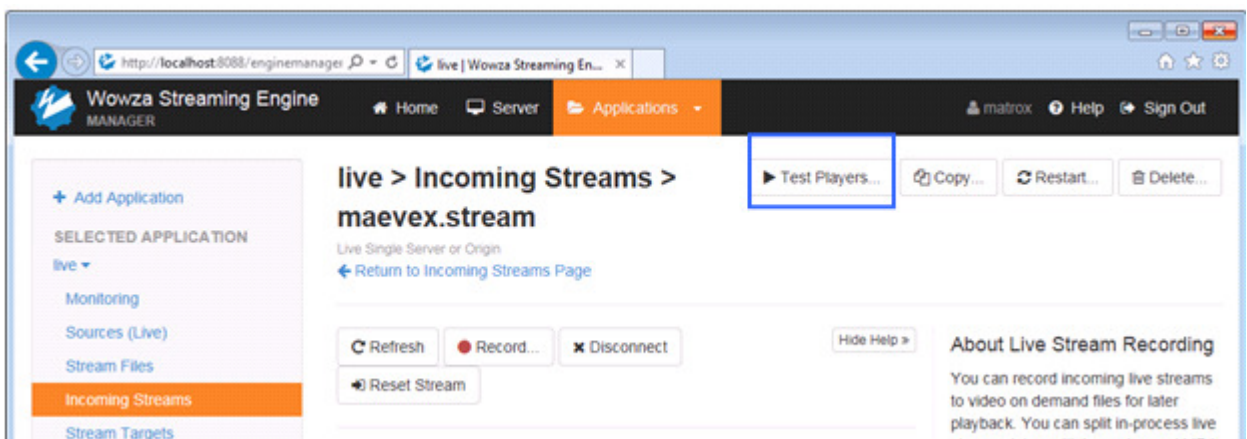 http://localhost:8088/enginemanager
live | Wowza Streaming En...
Wowza Streaming Engine
MANAGER
Home
Server
Applications
matrox
Help
Sign Out
+ Add Application
SELECTED APPLICATION
live
Monitoring
Sources (Live)
Stream Files
Incoming Streams
Stream Targets
live > Incoming Streams >
maevex.stream
Live Single Server or Origin
Return to Incoming Streams Page
Test Players...
Copy...
Restart...
Delete...
Refresh
Record...
Disconnect
Reset Stream
Hide Help »
About Live Stream Recording
You can record incoming live streams
to video on demand files for later
playback. You can split in-process live